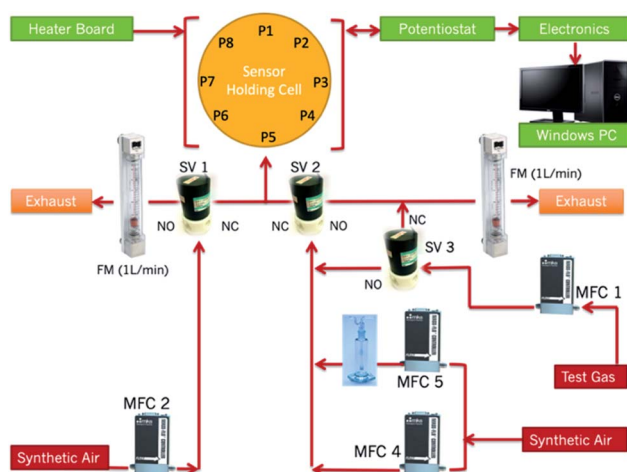 Heater Board
P1
P8
P2
Potentiostat
Electronics
P7
Sensor
Holding Cell
P3
P6
P4
P5
Windows PC
SV 1
SV 2
FM (1L/min)
Exhaust
NO
NC
NC
NO
NC
Exhaust
SV 3
FM (1L/min)
NO
MFC 1
MFC 5
Test Gas
MFC 2
MFC 4
Synthetic Air
Synthetic Air